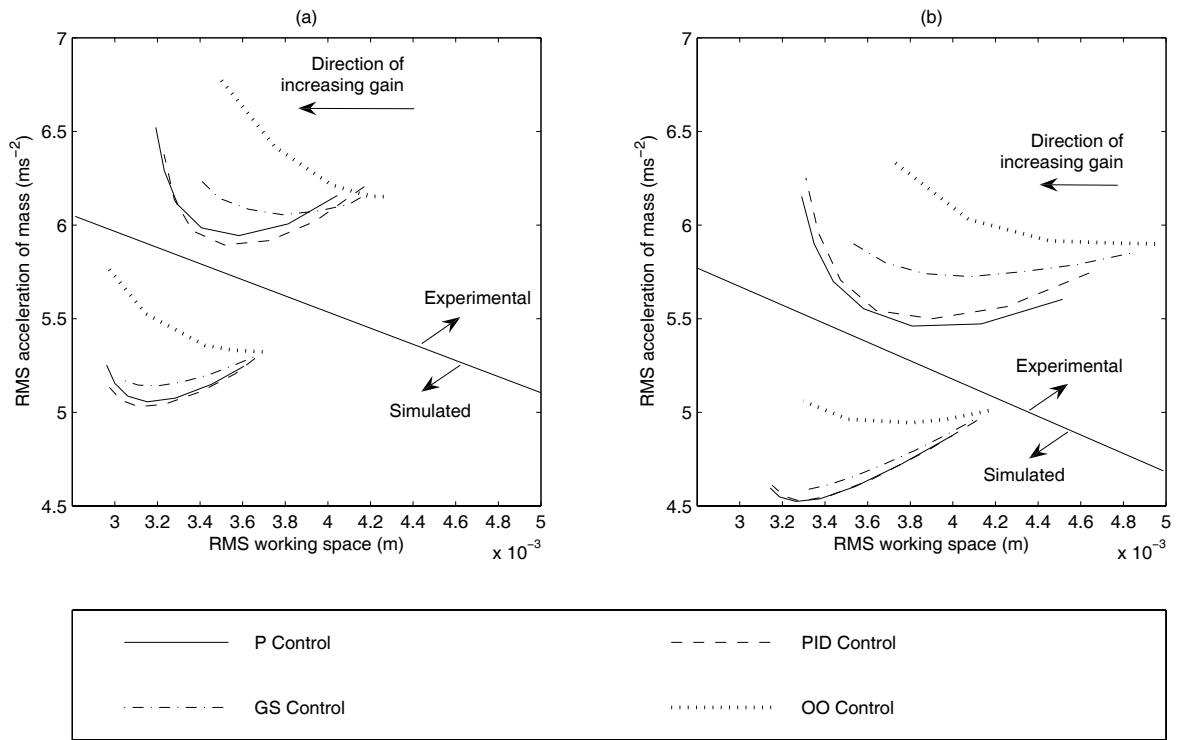 (a)
7
6.5
6
5.5
5
4.5
RMS acceleration of mass (ms−2)
Direction of
increasing gain
Experimental
Simulated
3 3.2 3.4 3.6 3.8 4 4.2 4.4 4.6 4.8 5
RMS working space (m)
x 10−3
(b)
7
6.5
6
5.5
5
4.5
RMS acceleration of mass (ms−2)
Direction of
increasing gain
Experimental
Simulated
3 3.2 3.4 3.6 3.8 4 4.2 4.4 4.6 4.8 5
RMS working space (m)
x 10−3
P Control
PID Control
GS Control
OO Control